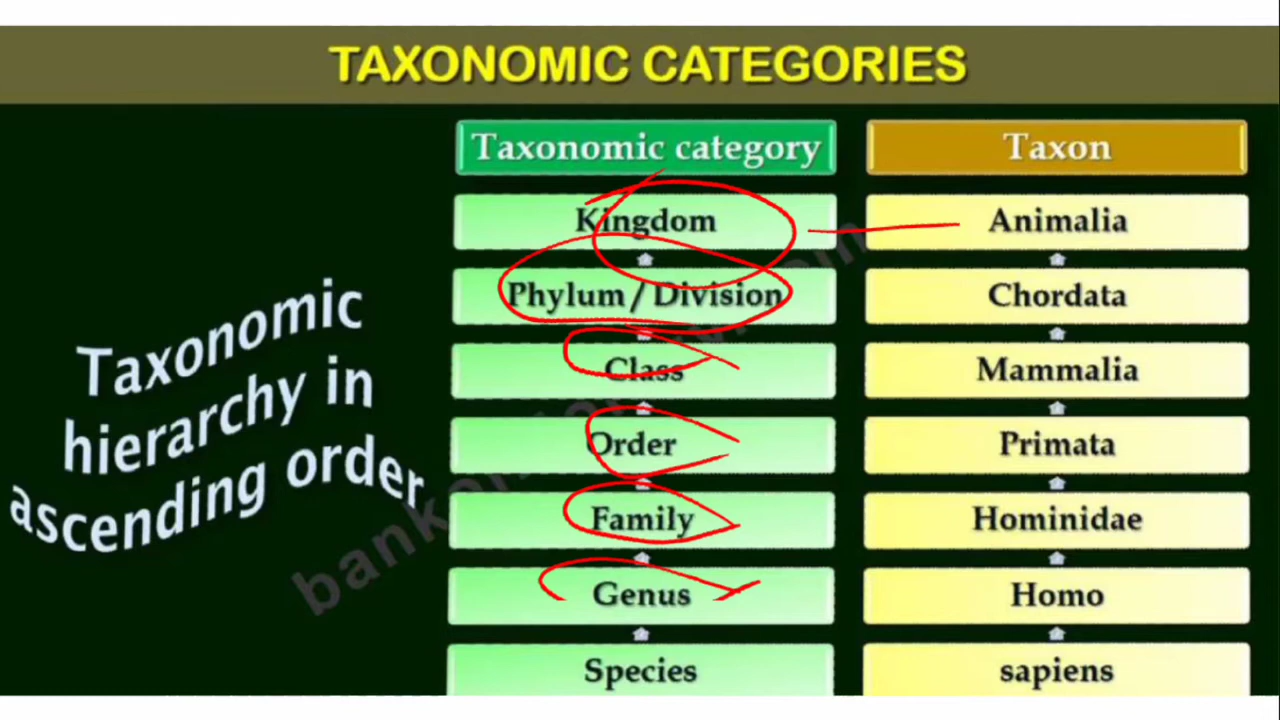 TAXONOMIC CATEGORIES
Taxonomic category Taxon
Kingdom Animalia
Phylum / Division Chordata
Class Mammalia
Order Primata
Family Hominidae
Genus Homo
Species sapiens
Taxonomic
hierarchy in
ascending order